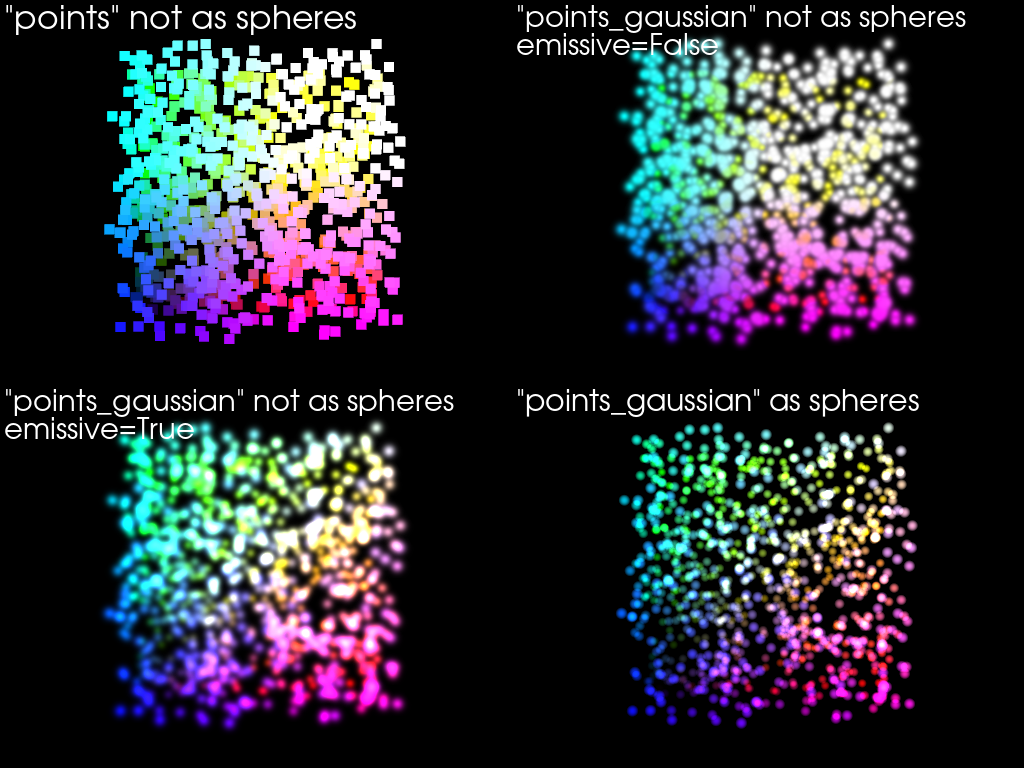 "points" not as spheres
"points_gaussian" not as spheres
emissive=False
"points_gaussian" not as spheres
emissive=True
"points_gaussian" as spheres